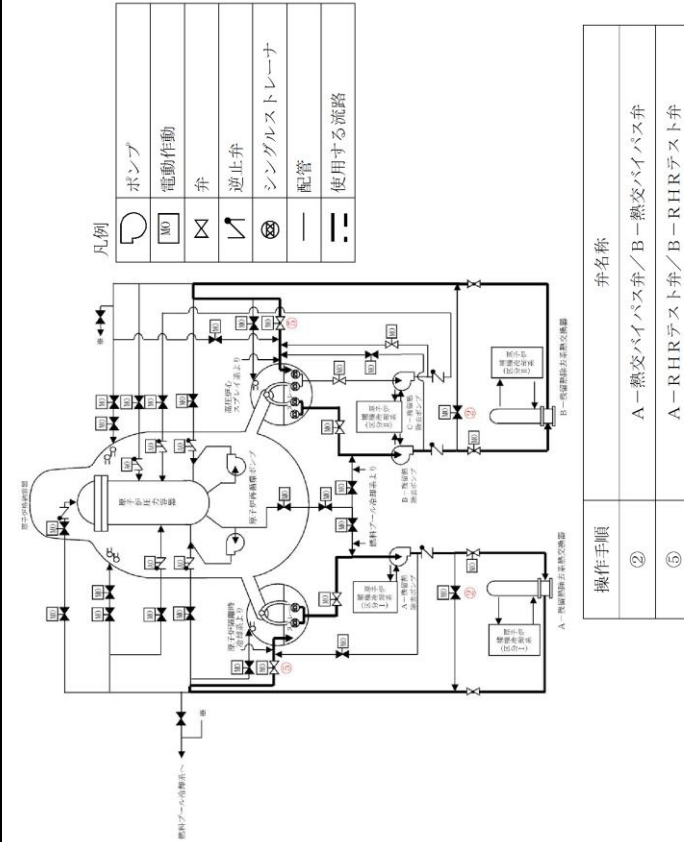 凡例
ポンプ
MO
電動作動
弁
逆止弁
シングルストレーナ
配管
使用する流路
原子炉格納容器
原子炉
圧力容器
原子炉再循環ポンプ
高圧炉心
スプレイ系より
原子炉隔離時
冷却系より
燃料プール冷却系へ
燃料プール冷却系より
※
※
⑤
⑤
②
②
A-残留熱
除去ポンプ
B-残留熱
除去ポンプ
C-残留熱
除去ポンプ
A-残留熱除去系熱交換器
B-残留熱除去系熱交換器
操作手順
弁名称
②
A-熱交バイパス弁/B-熱交バイパス弁
⑤
A-RHRテスト弁/B-RHRテスト弁